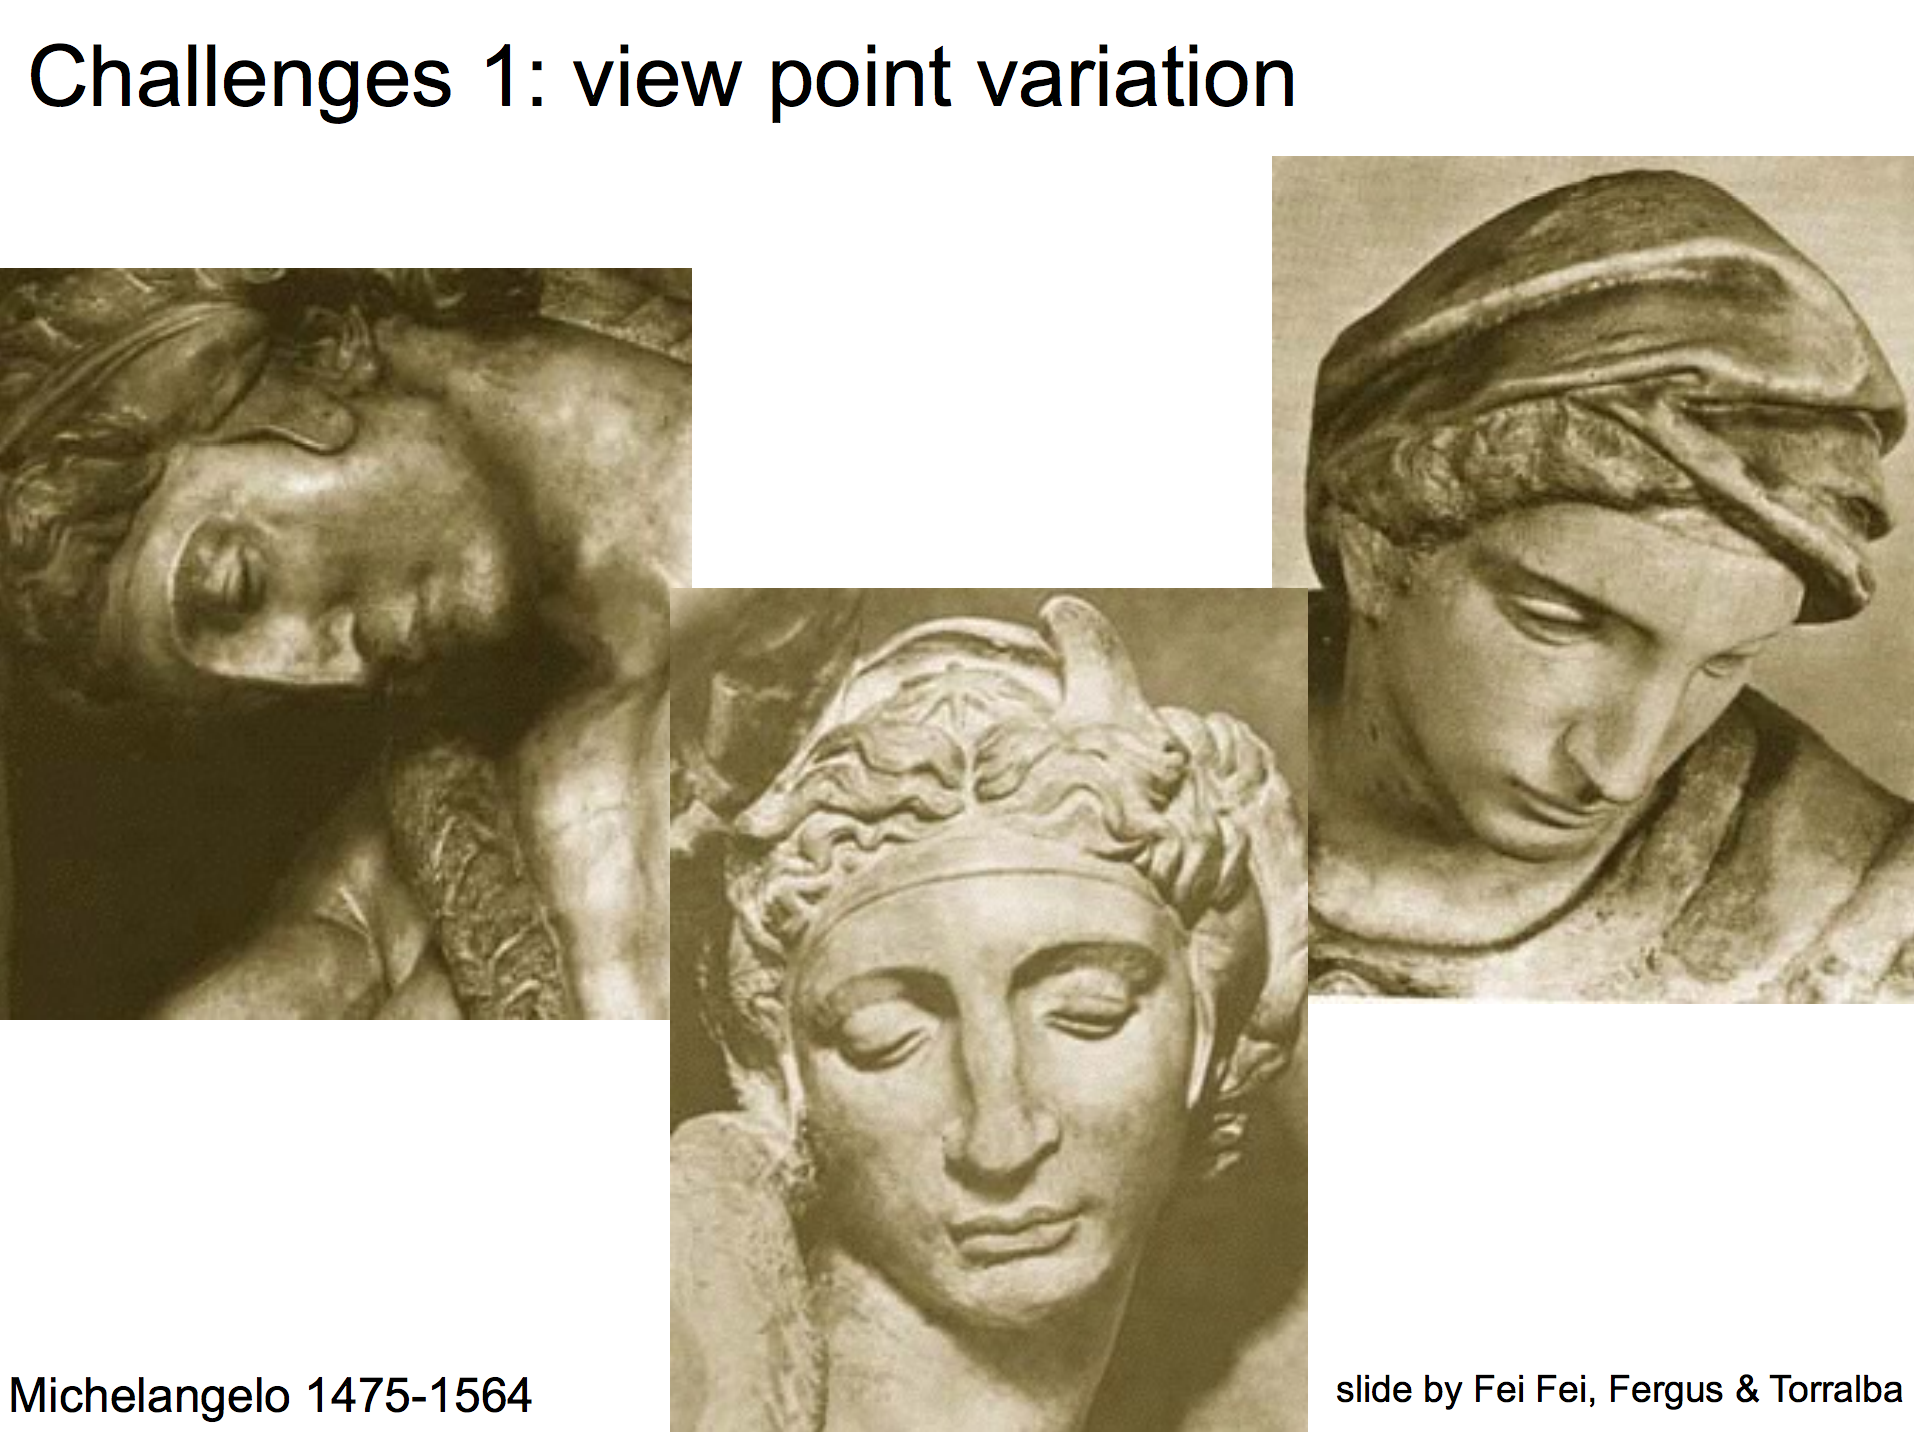 Challenges 1: view point variation
Michelangelo 1475-1564
slide by Fei Fei, Fergus & Torralba